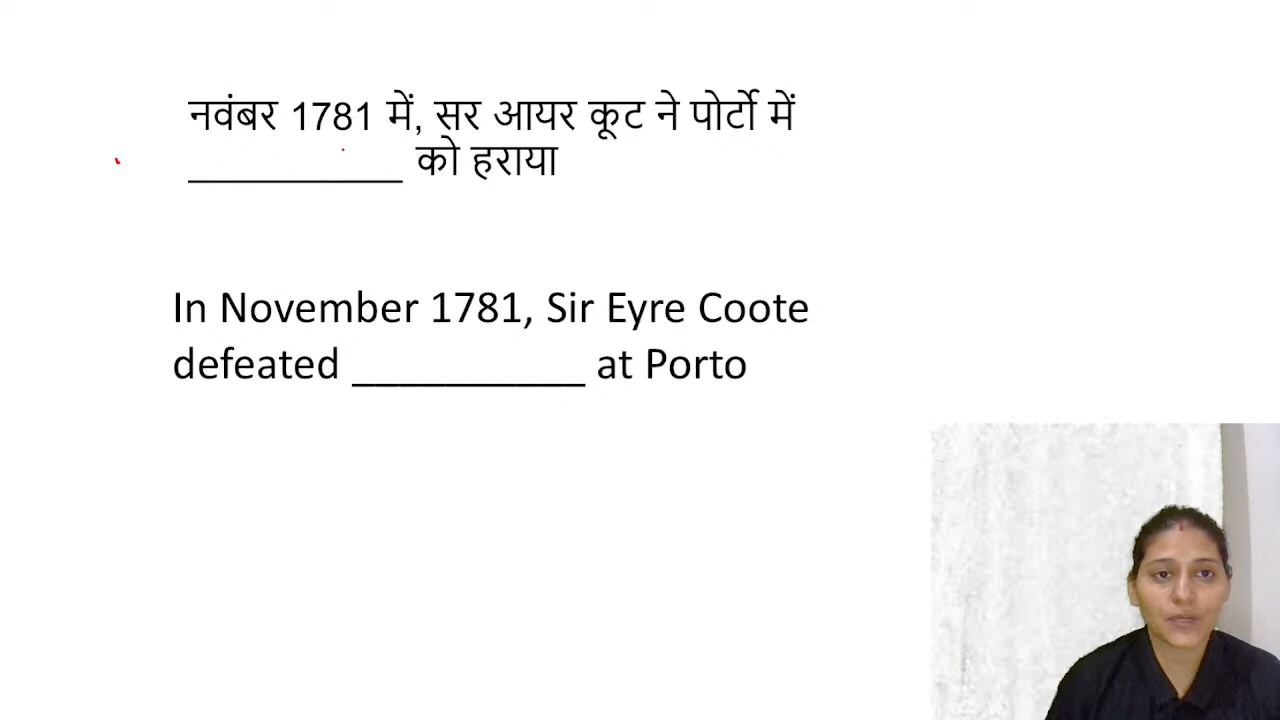 नवंबर 1781 में, सर आयर कूट ने पोर्टो में
__________ को हराया
In November 1781, Sir Eyre Coote
defeated __________ at Porto